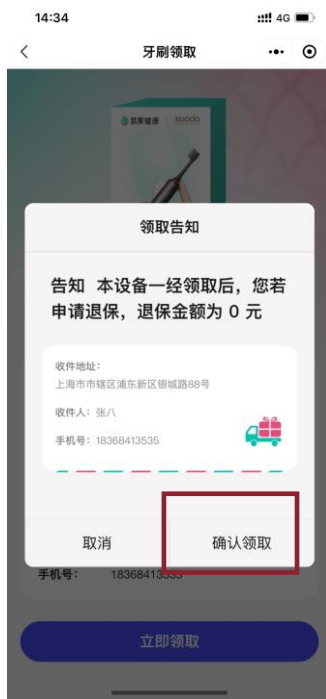 14:34
4G
牙刷领取
soodo
领取告知
告知 本设备一经领取后，您若
申请退保，退保金额为 0 元
收件地址：
上海市市辖区浦东新区银城路88号
收件人：张八
手机号：18368413535
取消
确认领取
手机号：
18368413535
立即领取